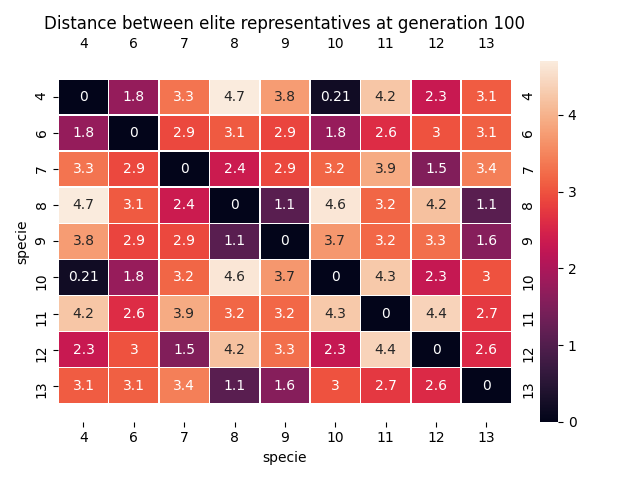 Distance between elite representatives at generation 100
4 6 7 8 9 10 11 12 13
4 0 1.8 3.3 4.7 3.8 0.21 4.2 2.3 3.1 4
6 1.8 0 2.9 3.1 2.9 1.8 2.6 3 3.1 6
7 3.3 2.9 0 2.4 2.9 3.2 3.9 1.5 3.4 7
8 4.7 3.1 2.4 0 1.1 4.6 3.2 4.2 1.1 8
9 3.8 2.9 2.9 1.1 0 3.7 3.2 3.3 1.6 9
10 0.21 1.8 3.2 4.6 3.7 0 4.3 2.3 3 10
11 4.2 2.6 3.9 3.2 3.2 4.3 0 4.4 2.7 11
12 2.3 3 1.5 4.2 3.3 2.3 4.4 0 2.6 12
13 3.1 3.1 3.4 1.1 1.6 3 2.7 2.6 0 13
4 6 7 8 9 10 11 12 13
specie
specie
4
3
2
1
0